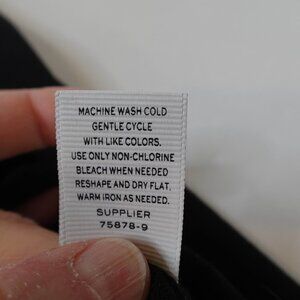 MACHINE WASH COLD
GENTLE CYCLE
WITH LIKE COLORS.
USE ONLY NON-CHLORINE
BLEACH WHEN NEEDED
RESHAPE AND DRY FLAT,
WARM IRON AS NEEDED.
SUPPLIER
75878-9